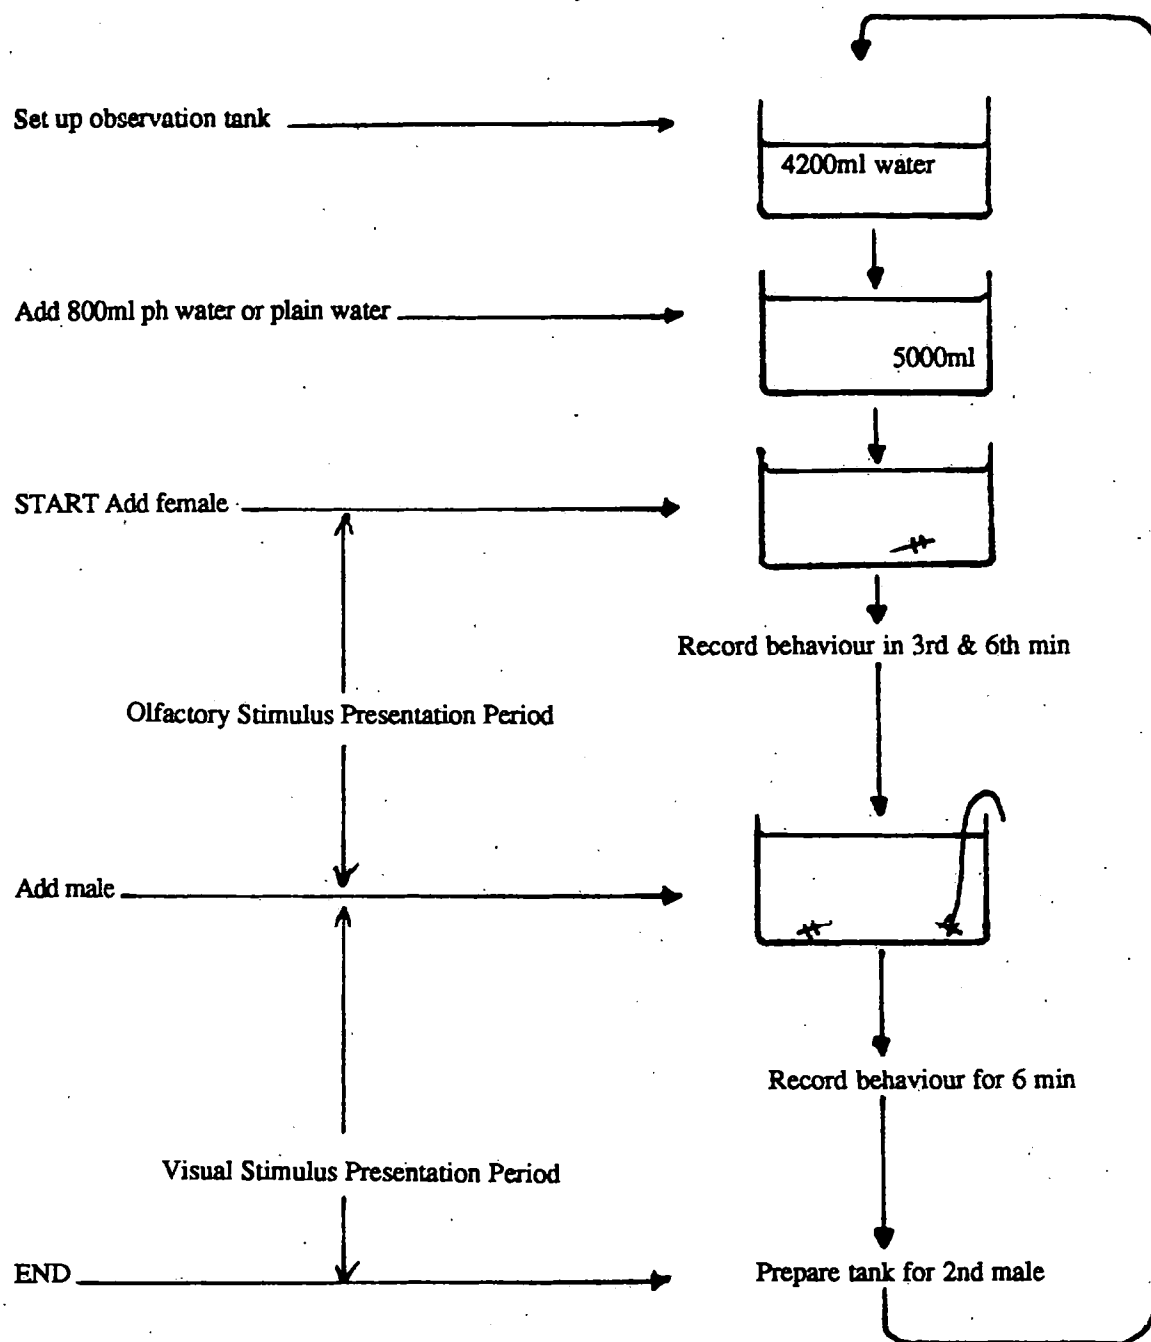 Set up observation tank
4200ml water
Add 800ml ph water or plain water
5000ml
START Add female
Record behaviour in 3rd & 6th min
Olfactory Stimulus Presentation Period
Add male
Record behaviour for 6 min
Visual Stimulus Presentation Period
END
Prepare tank for 2nd male